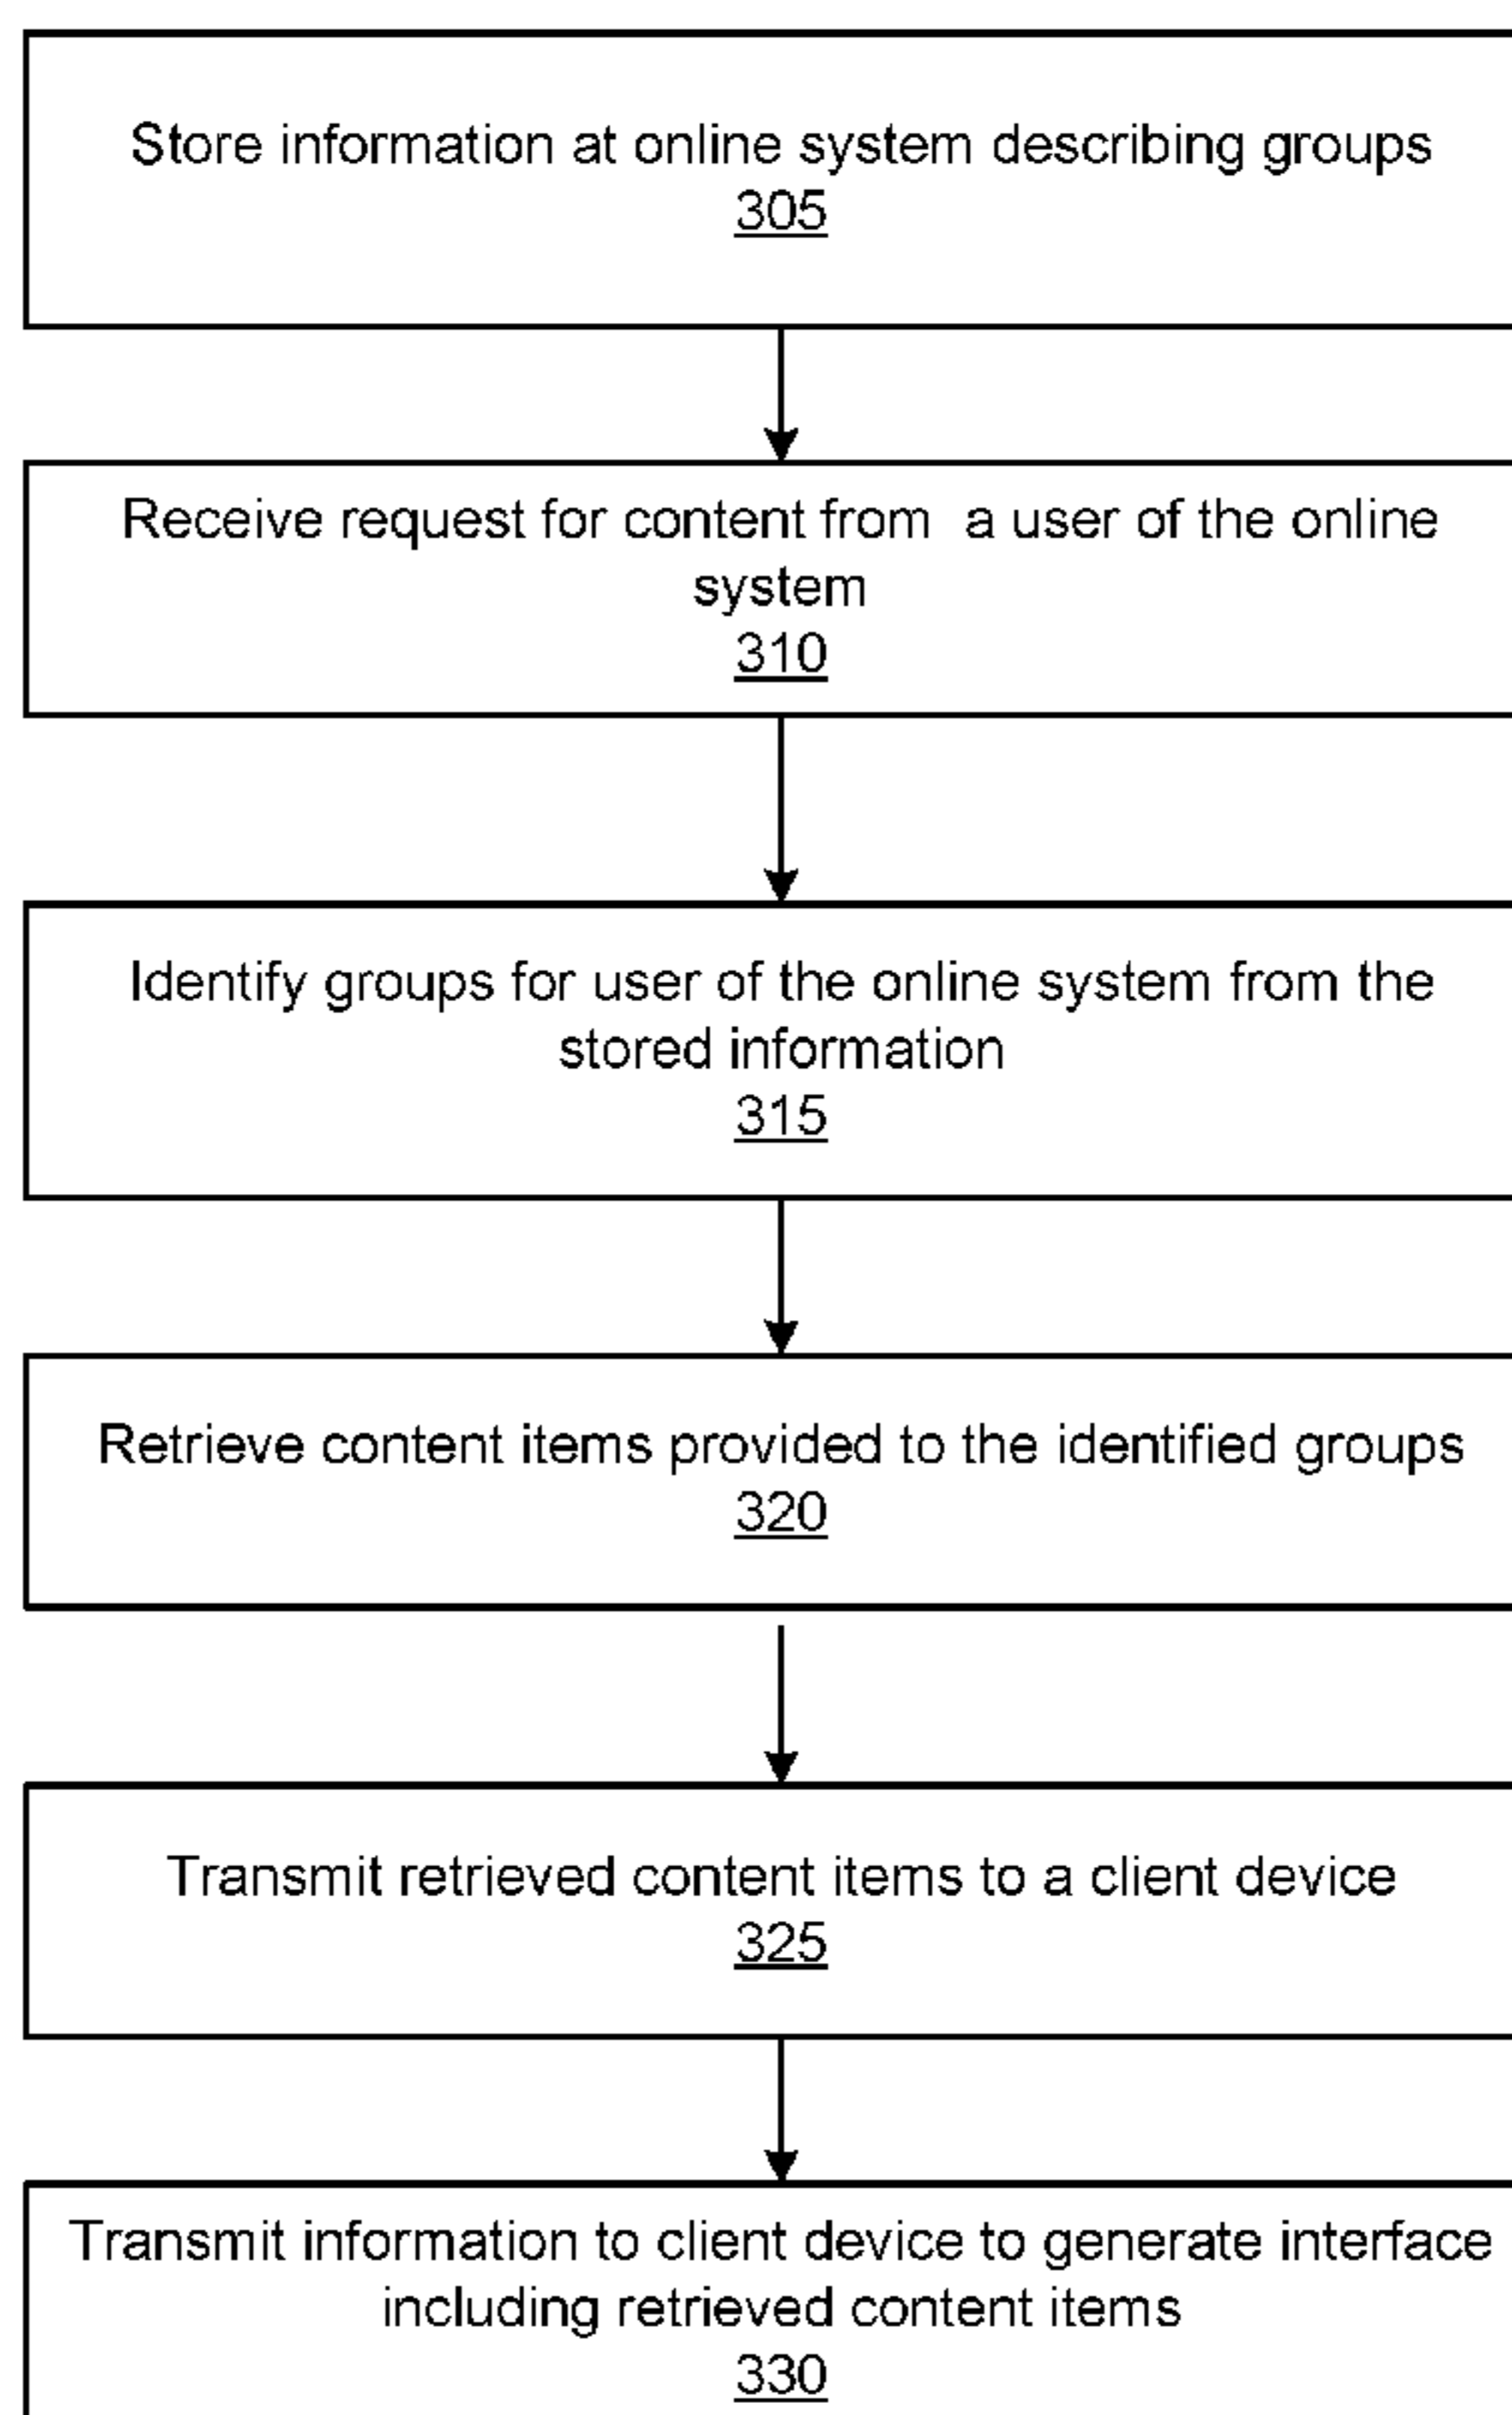 Store information at online system describing groups
305
Receive request for content from a user of the online
system
310
Identify groups for user of the online system from the
stored information
315
Retrieve content items provided to the identified groups
320
Transmit retrieved content items to a client device
325
Transmit information to client device to generate interface
including retrieved content items
330